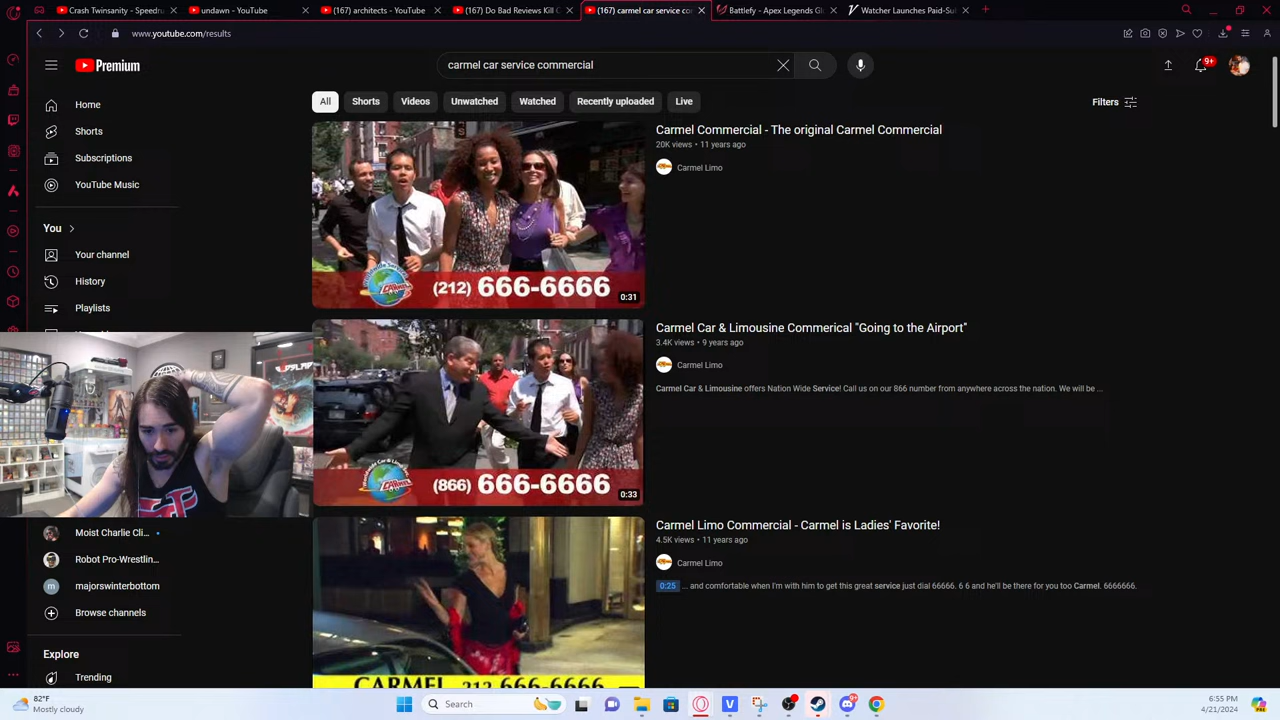 Crash Twinsanity - Speedru
undawn - YouTube
(167) architects - YouTube
(167) Do Bad Reviews Kill C
(167) carmel car service co
Battlefy - Apex Legends Gl
Watcher Launches Paid-Sul
www.youtube.com/results
Premium
carmel car service commercial
9+
All
Shorts
Videos
Unwatched
Watched
Recently uploaded
Live
Filters
Home
Shorts
Subscriptions
YouTube Music
You
Your channel
History
Playlists
Moist Charlie Cli...
Robot Pro-Wrestlin...
majorswinterbottom
Browse channels
Explore
Trending
(212) 666-6666
0:31
Carmel Commercial - The original Carmel Commercial
20K views • 11 years ago
Carmel Limo
(866) 666-6666
0:33
Carmel Car & Limousine Commerical "Going to the Airport"
3.4K views • 9 years ago
Carmel Limo
Carmel Car & Limousine offers Nation Wide Service! Call us on our 866 number from anywhere across the nation. We will be ...
CARMEL 212 666-6666
Carmel Limo Commercial - Carmel is Ladies' Favorite!
4.5K views • 11 years ago
Carmel Limo
0:25 ... and comfortable when I'm with him to get this great service just dial 66666. 6 6 and he'll be there for you too Carmel. 6666666.
82°F
Mostly cloudy
Search
9+
6:55 PM
4/21/2024